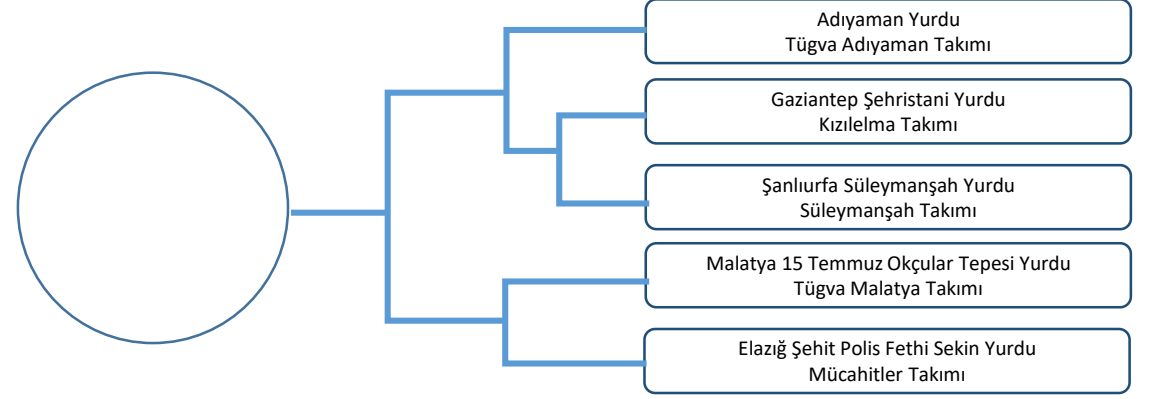 Adıyaman Yurdu
Tügva Adıyaman Takımı
Gaziantep Şehristani Yurdu
Kızılelma Takımı
Şanlıurfa Süleymanşah Yurdu
Süleymanşah Takımı
Malatya 15 Temmuz Okçular Tepesi Yurdu
Tügva Malatya Takımı
Elazığ Şehit Polis Fethi Sekin Yurdu
Mücahitler Takımı